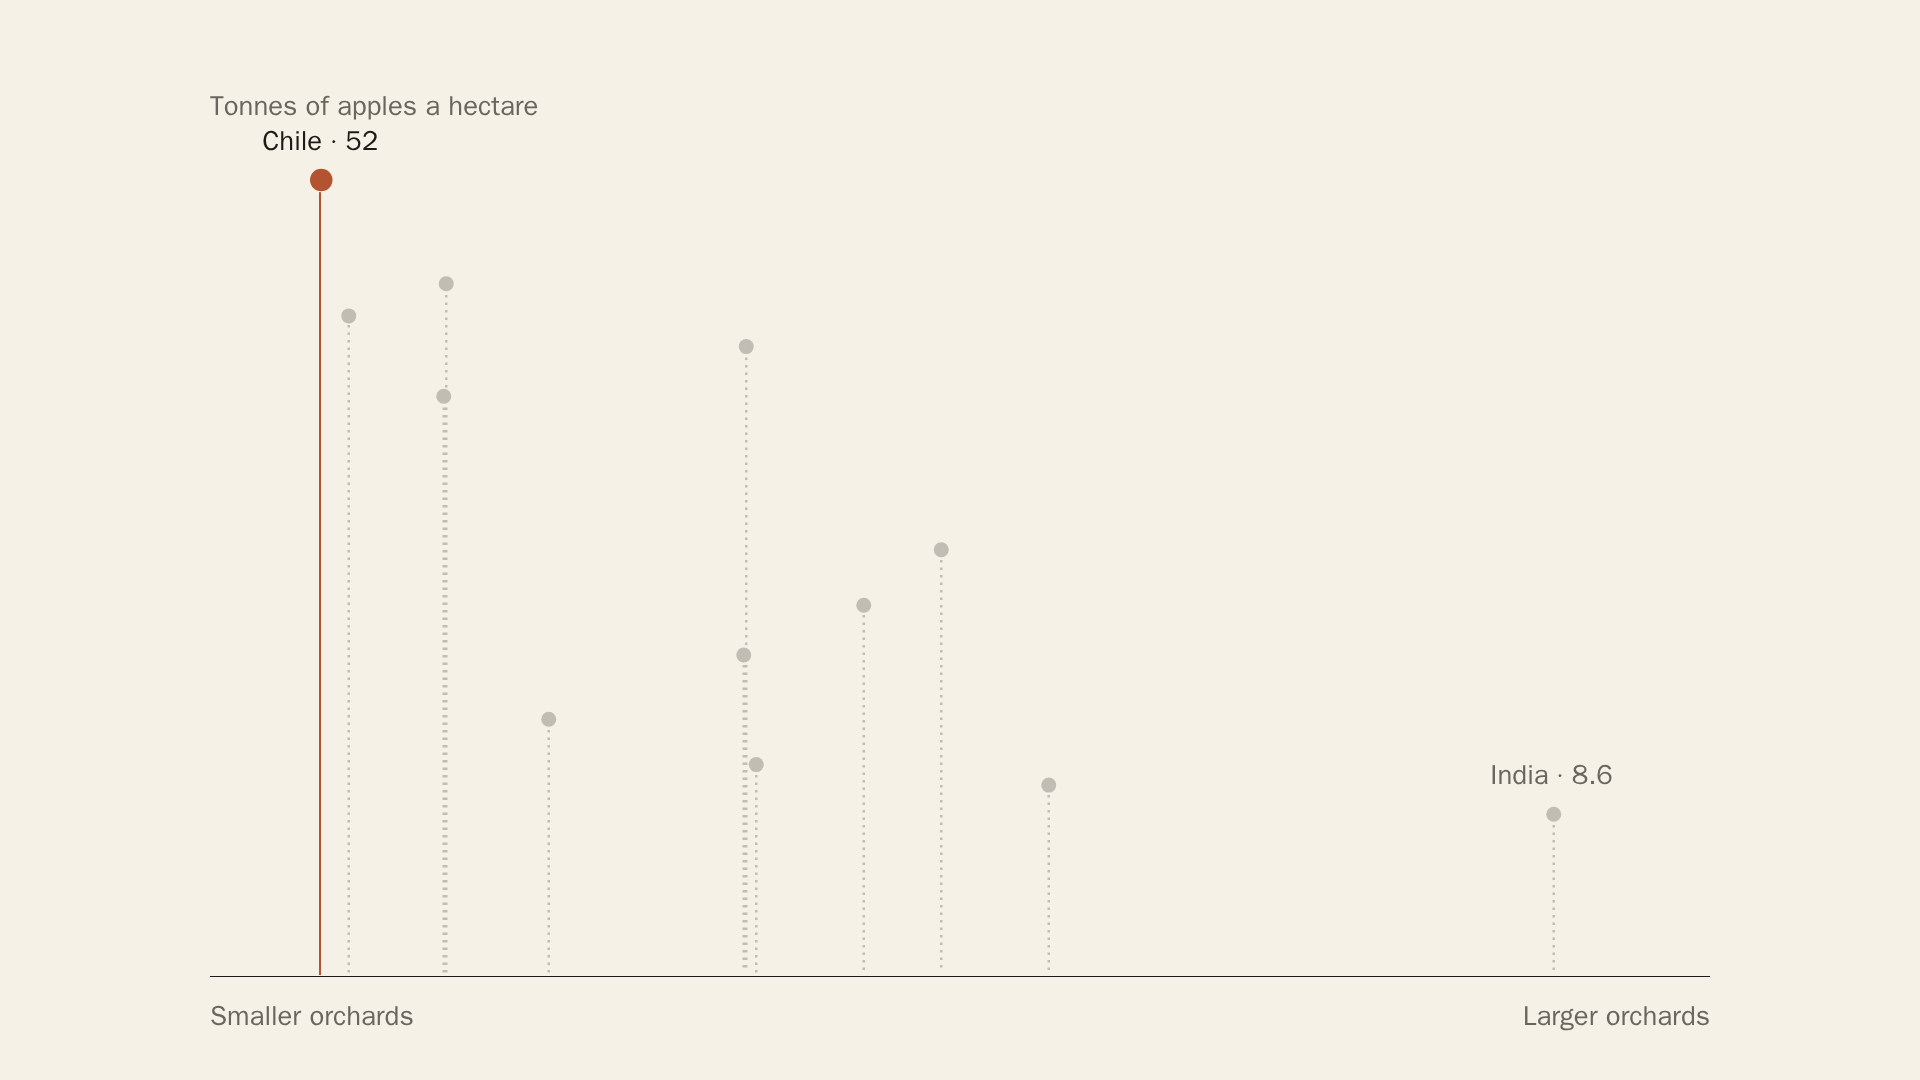 Tonnes of apples a hectare
Chile · 52
India · 8.6
Smaller orchards
Larger orchards